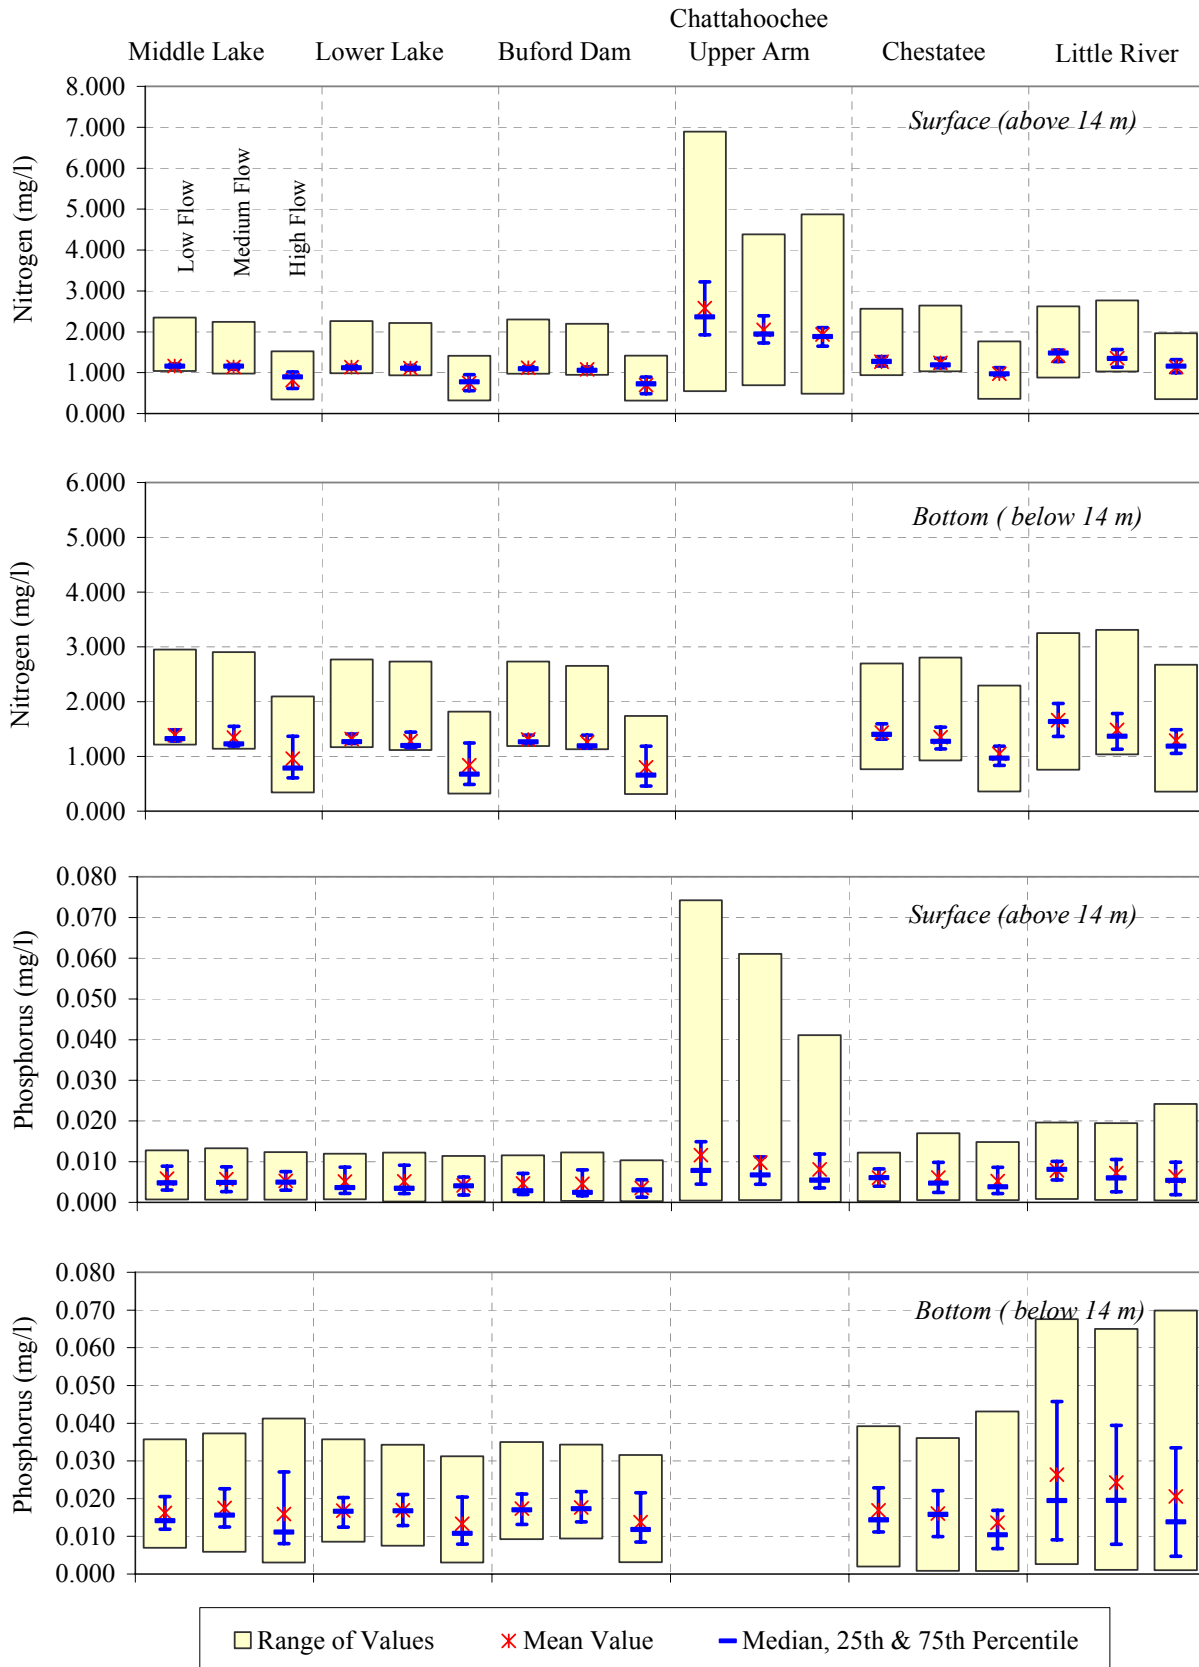 Chattahoochee
Middle Lake Lower Lake Buford Dam Upper Arm Chestatee Little River
8.000
Surface (above 14 m)
7.000
6.000
5.000
4.000
3.000
2.000
1.000
0.000
Nitrogen (mg/l)
Low Flow
Medium Flow
High Flow
6.000
Bottom ( below 14 m)
5.000
4.000
3.000
2.000
1.000
0.000
Nitrogen (mg/l)
0.080
Surface (above 14 m)
0.070
0.060
0.050
0.040
0.030
0.020
0.010
0.000
Phosphorus (mg/l)
0.080
Bottom ( below 14 m)
0.070
0.060
0.050
0.040
0.030
0.020
0.010
0.000
Phosphorus (mg/l)
Range of Values Mean Value Median, 25th & 75th Percentile